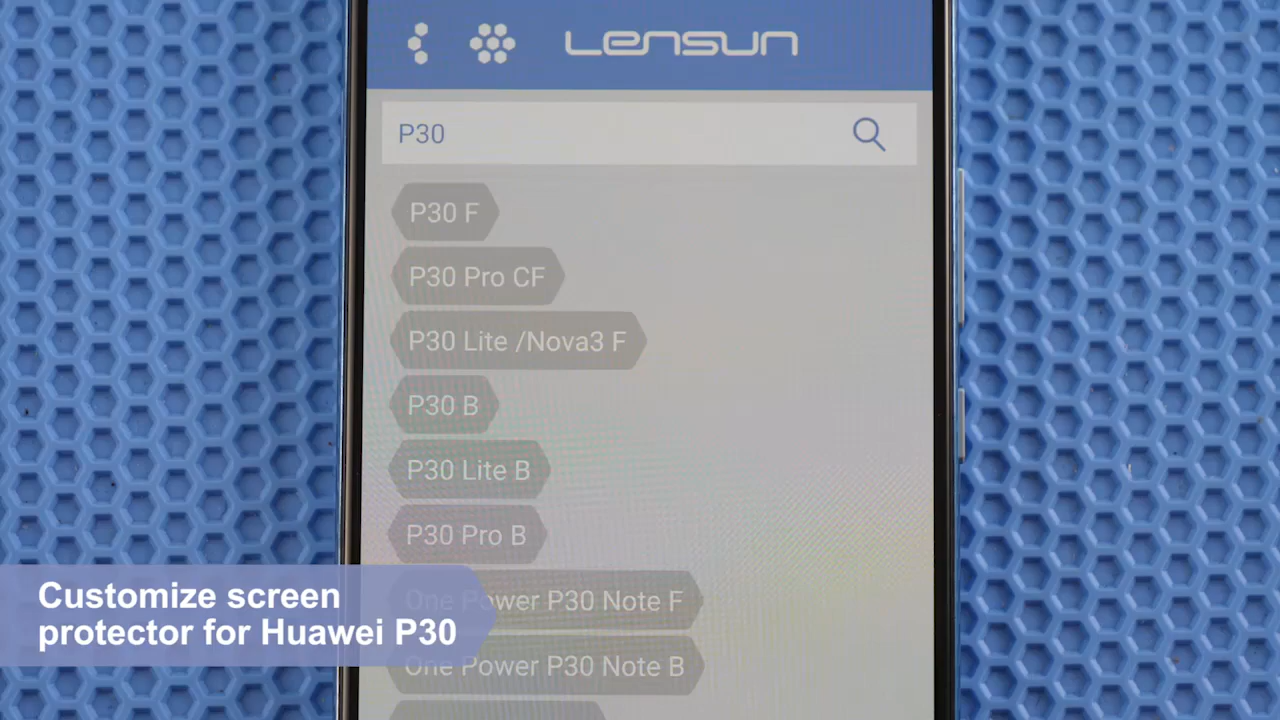 Lensun
P30
P30 F
P30 Pro CF
P30 Lite /Nova3 F
P30 B
P30 Lite B
P30 Pro B
One Power P30 Note F
One Power P30 Note B
Customize screen
protector for Huawei P30